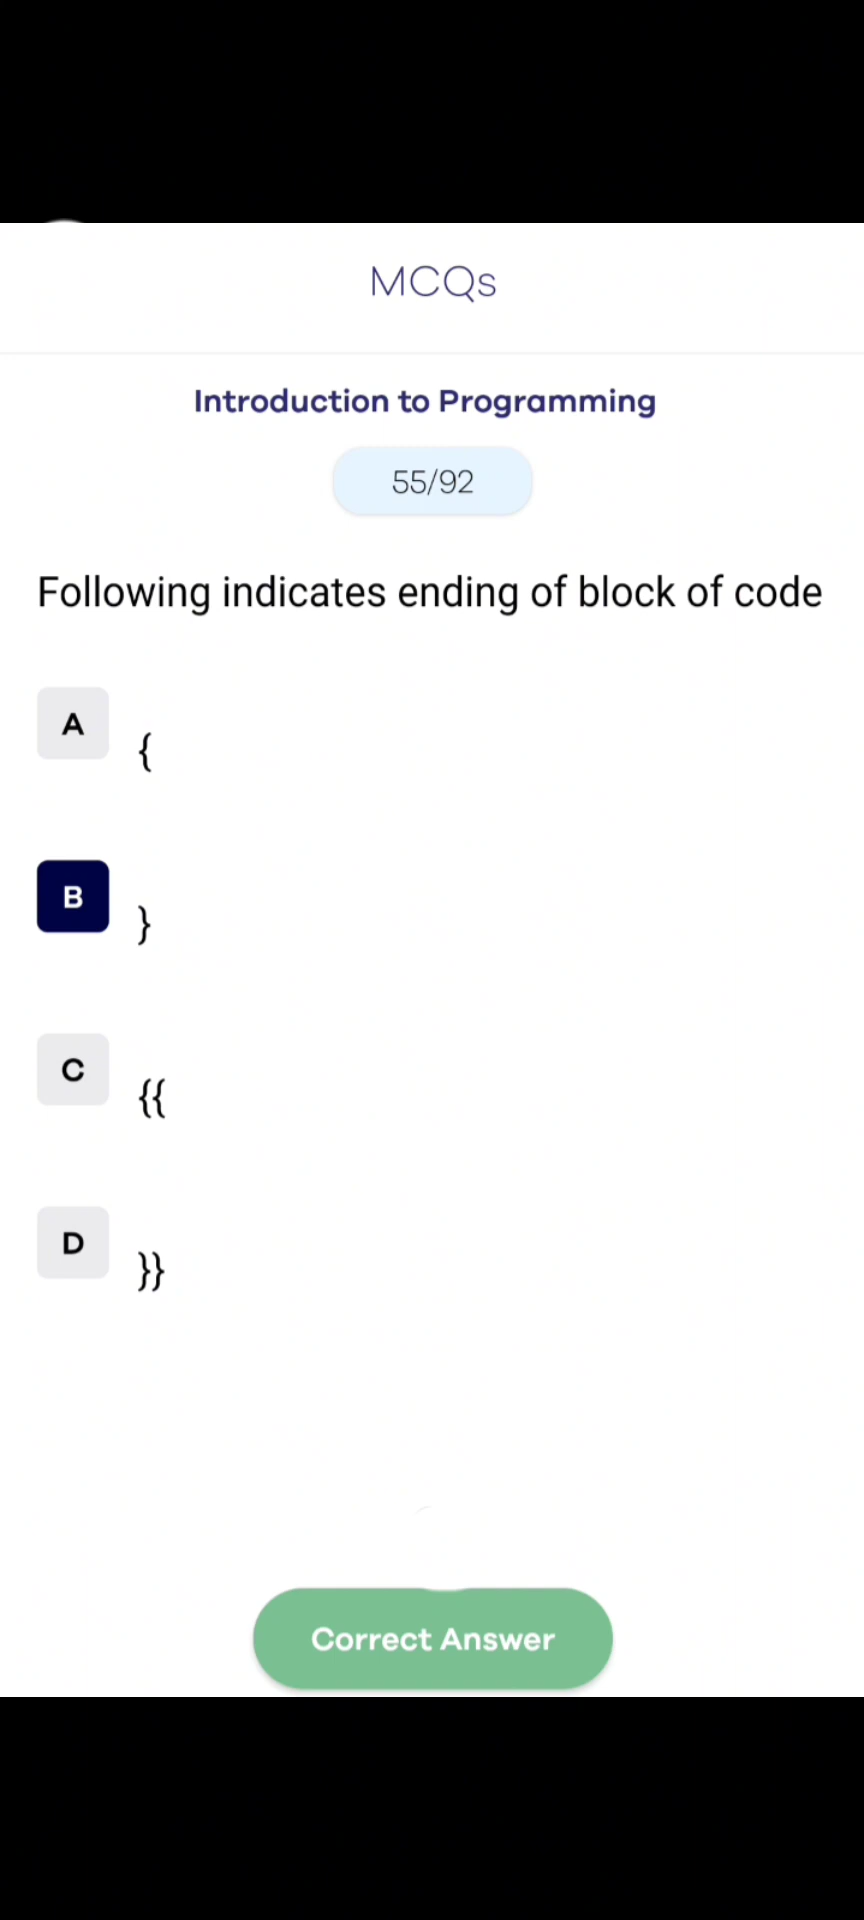 MCQs
Introduction to Programming
55/92
Following indicates ending of block of code
A
{
B
}
C
{{
D
}}
Correct Answer